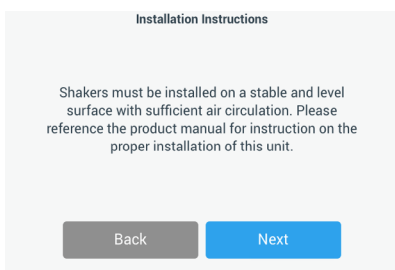 Installation Instructions
Shakers must be installed on a stable and level
surface with sufficient air circulation. Please
reference the product manual for instruction on the
proper installation of this unit.
Back
Next